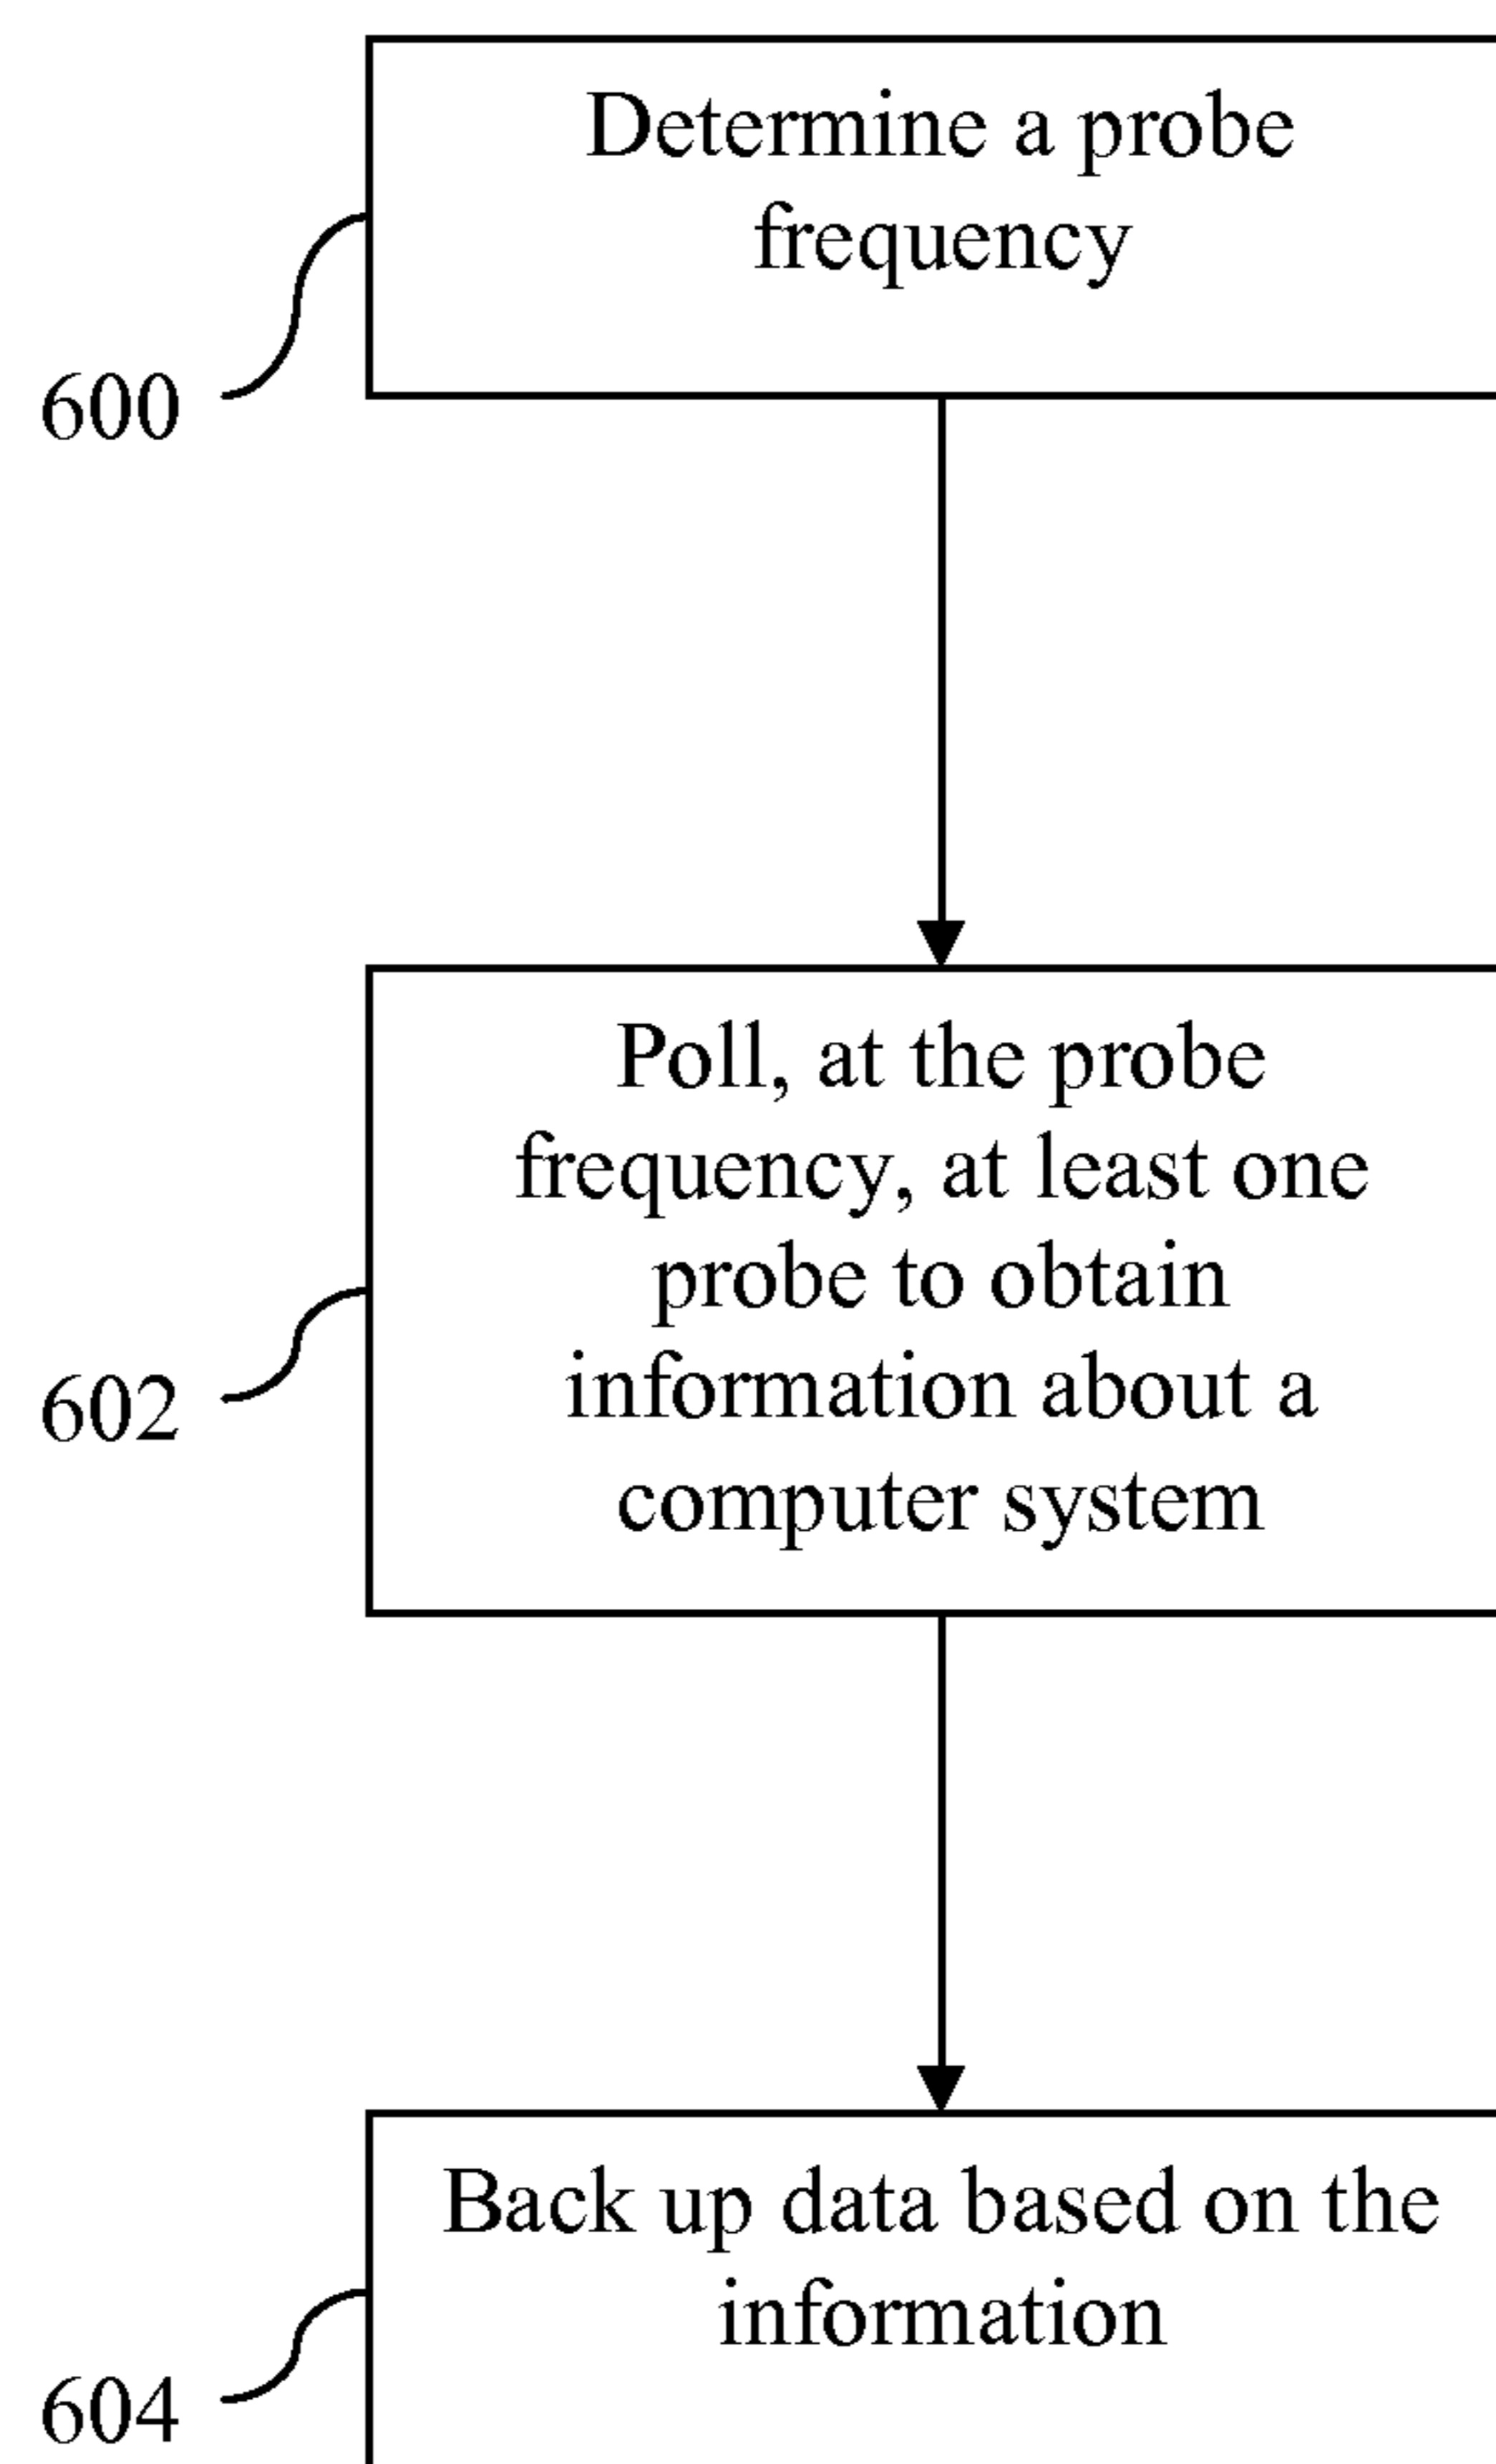 Determine a probe
frequency
600
Poll, at the probe
frequency, at least one
probe to obtain
information about a
computer system
602
Back up data based on the
information
604